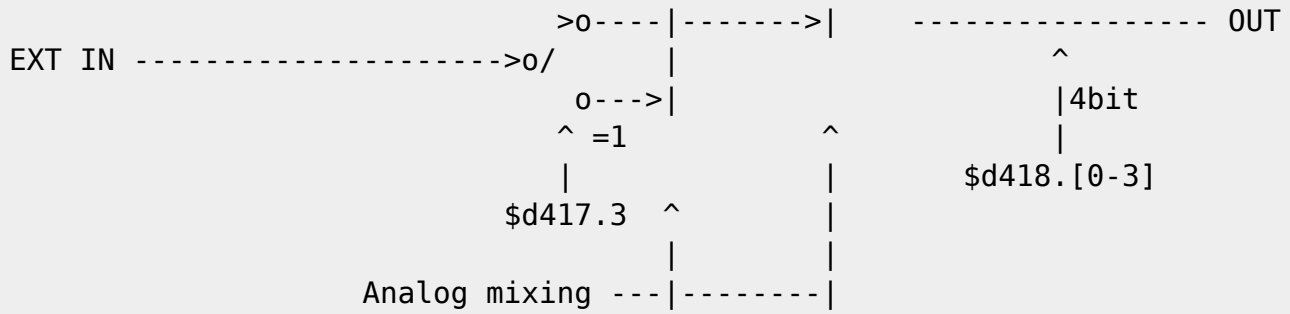 >o----|------->| ----------------- OUT
EXT IN --------------------->o/ | ^
o--->| |4bit
^ =1 ^ |
| | $d418.[0-3]
$d417.3 ^ |
| |
Analog mixing ---|--------|